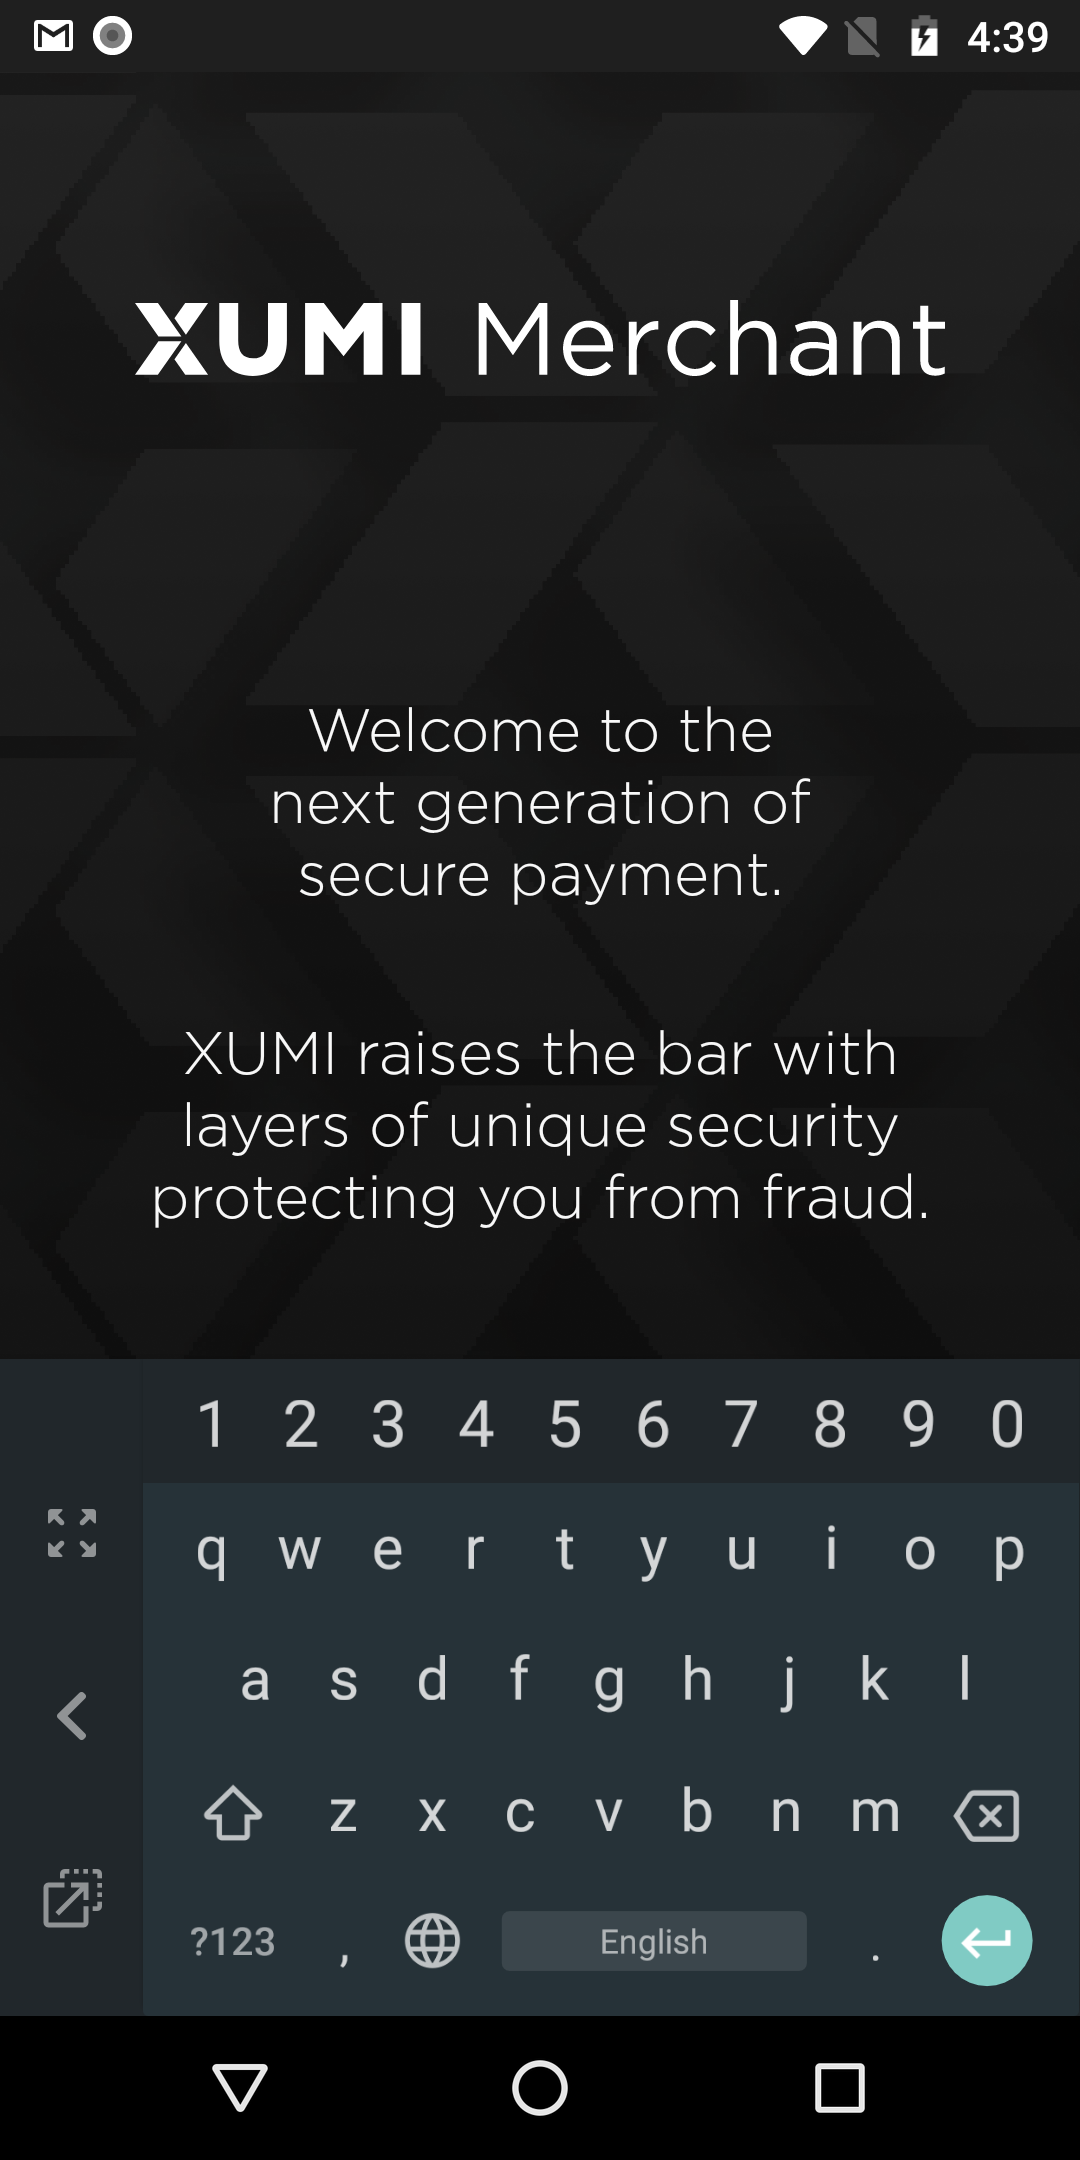 4:39
XUMI Merchant
Welcome to the
next generation of
secure payment.
XUMI raises the bar with
layers of unique security
protecting you from fraud.
1 2 3 4 5 6 7 8 9 0
q w e r t y u i o p
a s d f g h j k l
z x c v b n m
?123 , English .